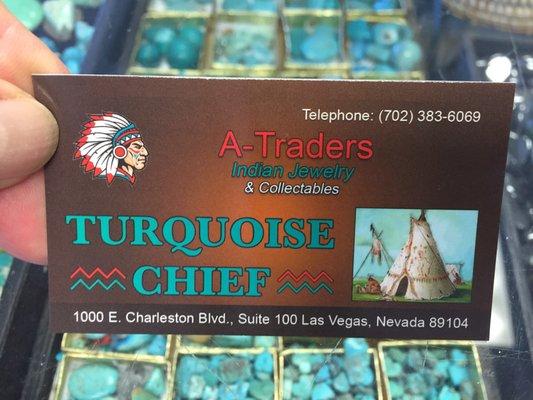 Telephone: (702) 383-6069
A-Traders
Indian Jewelry
& Collectables
TURQUOISE
CHIEF
1000 E. Charleston Blvd., Suite 100 Las Vegas, Nevada 89104